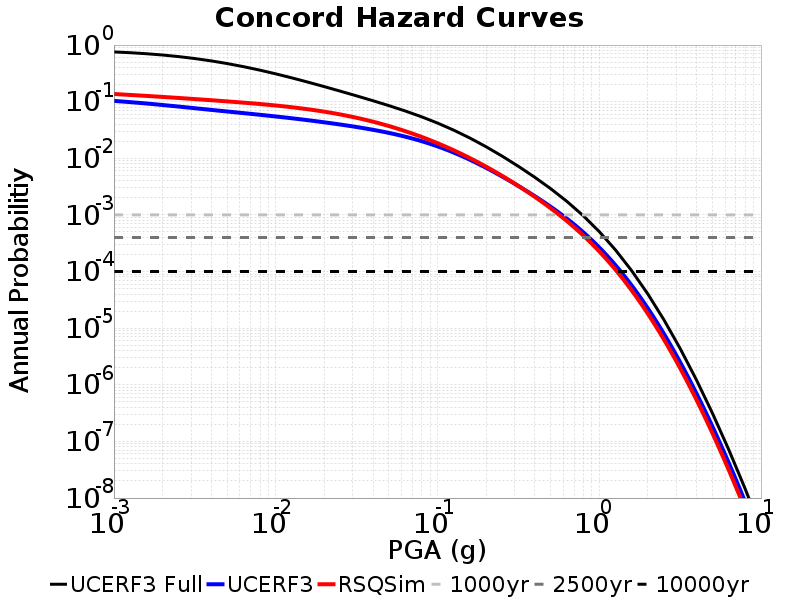 Concord Hazard Curves
Annual Probabilitiy
10^0
10^-1
10^-2
10^-3
10^-4
10^-5
10^-6
10^-7
10^-8
10^-3 10^-2 10^-1 10^0 10^1
PGA (g)
UCERF3 Full UCERF3 RSQSim 1000yr 2500yr 10000yr